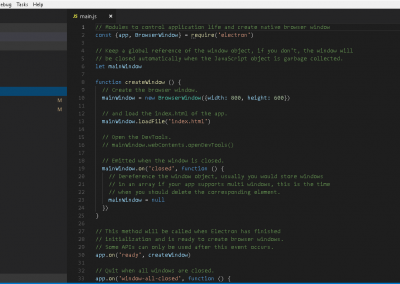 ebug Tasks Help
main.js
1 // Modules to control application life and create native browser window
2 const {app, BrowserWindow} = require('electron')
3
4 // Keep a global reference of the window object, if you don't, the window will
5 // be closed automatically when the JavaScript object is garbage collected.
6 let mainWindow
7
8 function createWindow () {
9 // Create the browser window.
M 10 mainWindow = new BrowserWindow({width: 800, height: 600})
M 11
12 // and load the index.html of the app.
13 mainWindow.loadFile('index.html')
14
15 // Open the DevTools.
16 // mainWindow.webContents.openDevTools()
17
18 // Emitted when the window is closed.
19 mainWindow.on('closed', function () {
20 // Dereference the window object, usually you would store windows
21 // in an array if your app supports multi windows, this is the time
22 // when you should delete the corresponding element.
23 mainWindow = null
24 })
25 }
26
27 // This method will be called when Electron has finished
28 // initialization and is ready to create browser windows.
29 // Some APIs can only be used after this event occurs.
30 app.on('ready', createWindow)
31
32 // Quit when all windows are closed.
33 app.on('window-all-closed', function () {